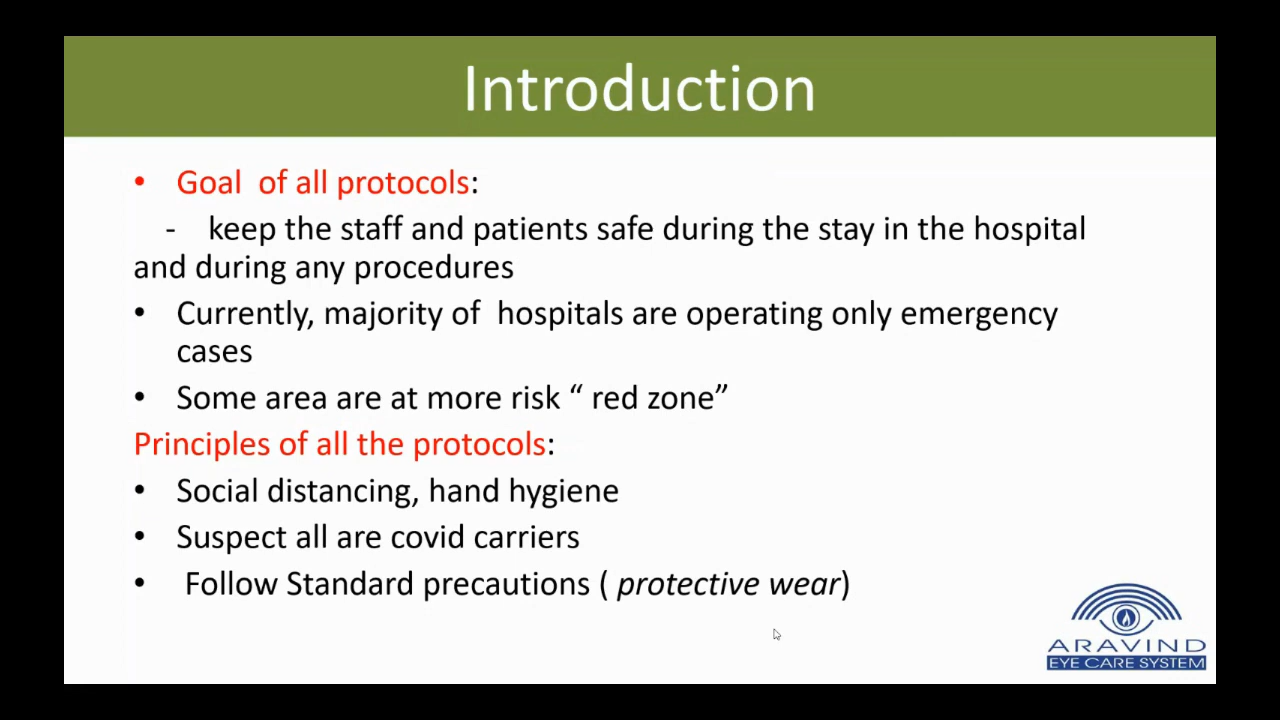 Introduction
• Goal of all protocols:
- keep the staff and patients safe during the stay in the hospital
and during any procedures
• Currently, majority of hospitals are operating only emergency
cases
• Some area are at more risk “ red zone”
Principles of all the protocols:
• Social distancing, hand hygiene
• Suspect all are covid carriers
• Follow Standard precautions ( protective wear)
ARAVIND
EYE CARE SYSTEM